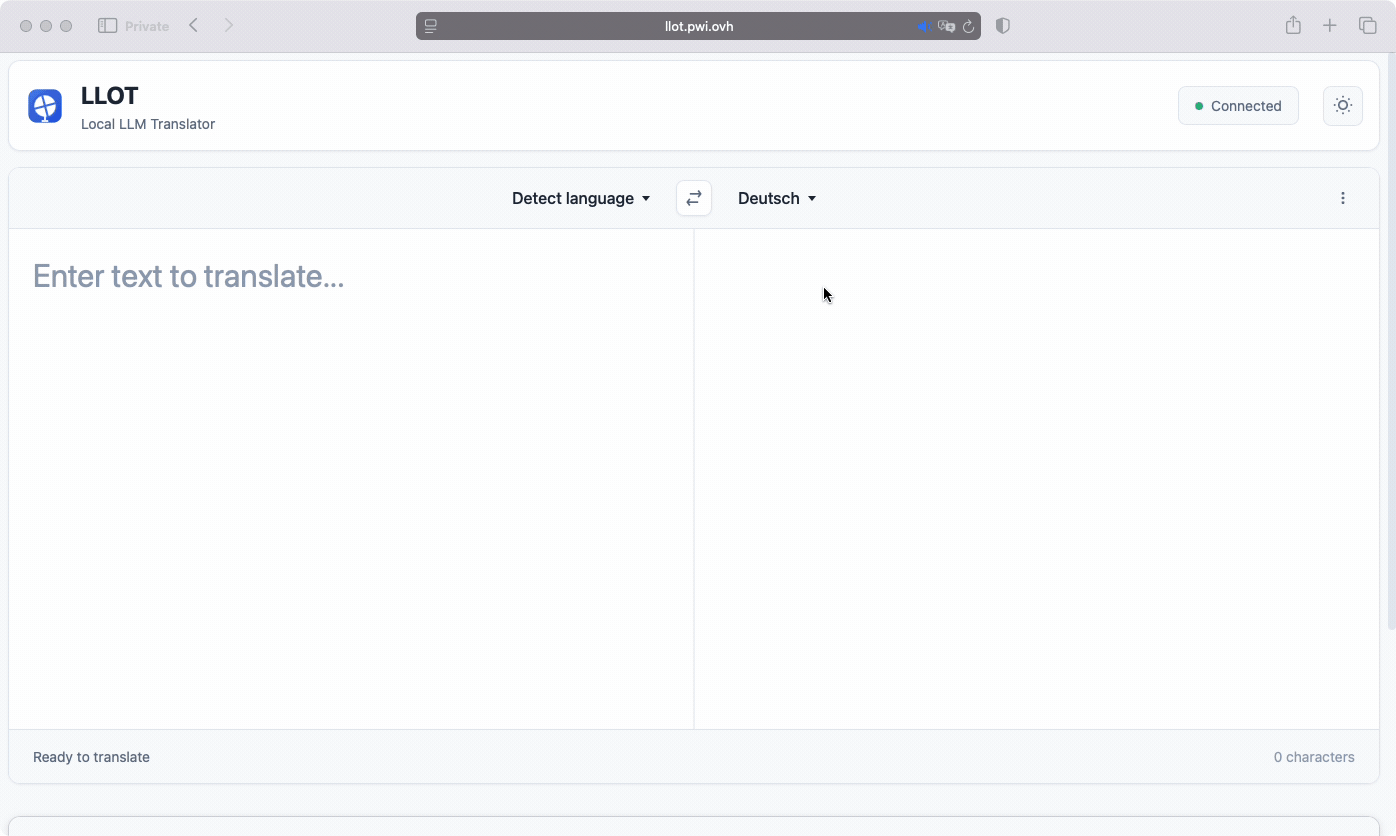 Private
llot.pwi.ovh
LLOT
Local LLM Translator
Connected
Detect language
Deutsch
Enter text to translate...
Ready to translate
0 characters